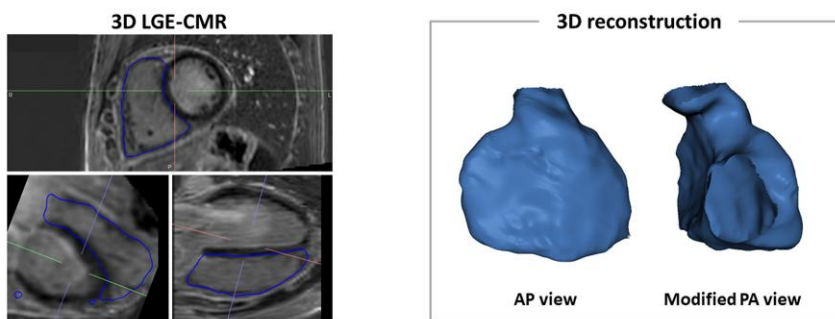 3D LGE-CMR
3D reconstruction
R
L
P
AP view
Modified PA view